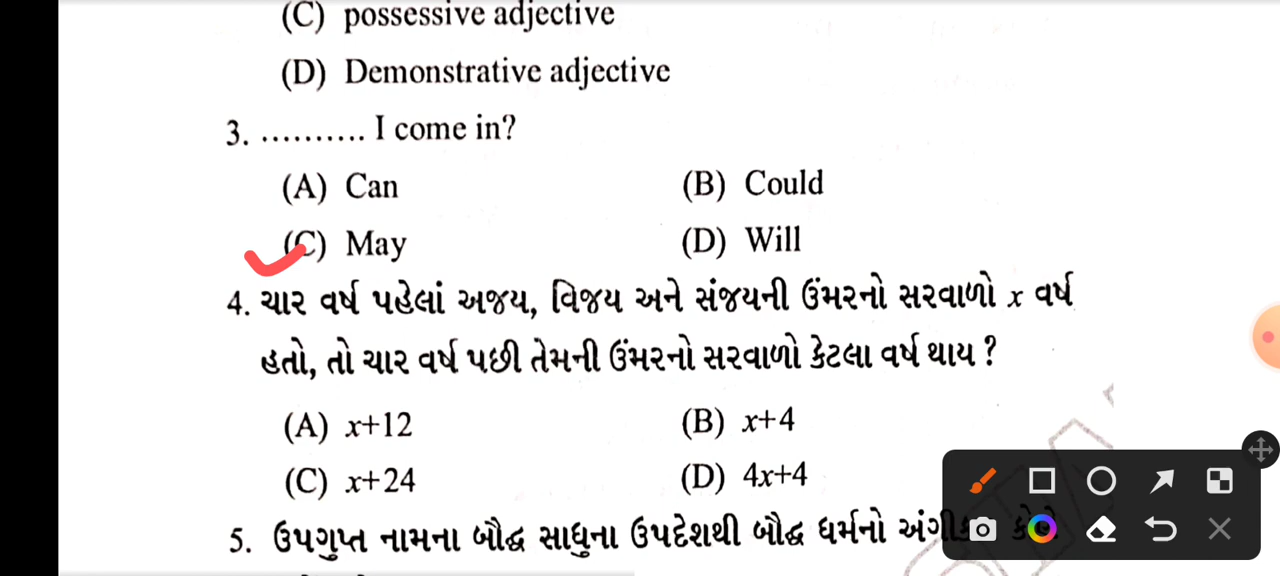 (C) possessive adjective
(D) Demonstrative adjective
3. .......... I come in?
(A) Can (B) Could
(C) May (D) Will
4. ચાર વર્ષ પહેલાં અજય, વિજય અને સંજયની ઉંમરનો સરવાળો x વર્ષ
હતો, તો ચાર વર્ષ પછી તેમની ઉંમરનો સરવાળો કેટલા વર્ષ થાય ?
(A) x+12 (B) x+4
(C) x+24 (D) 4x+4
5. ઉપગુપ્ત નામના બૌદ્ધ સાધુના ઉપદેશથી બૌદ્ધ ધર્મનો